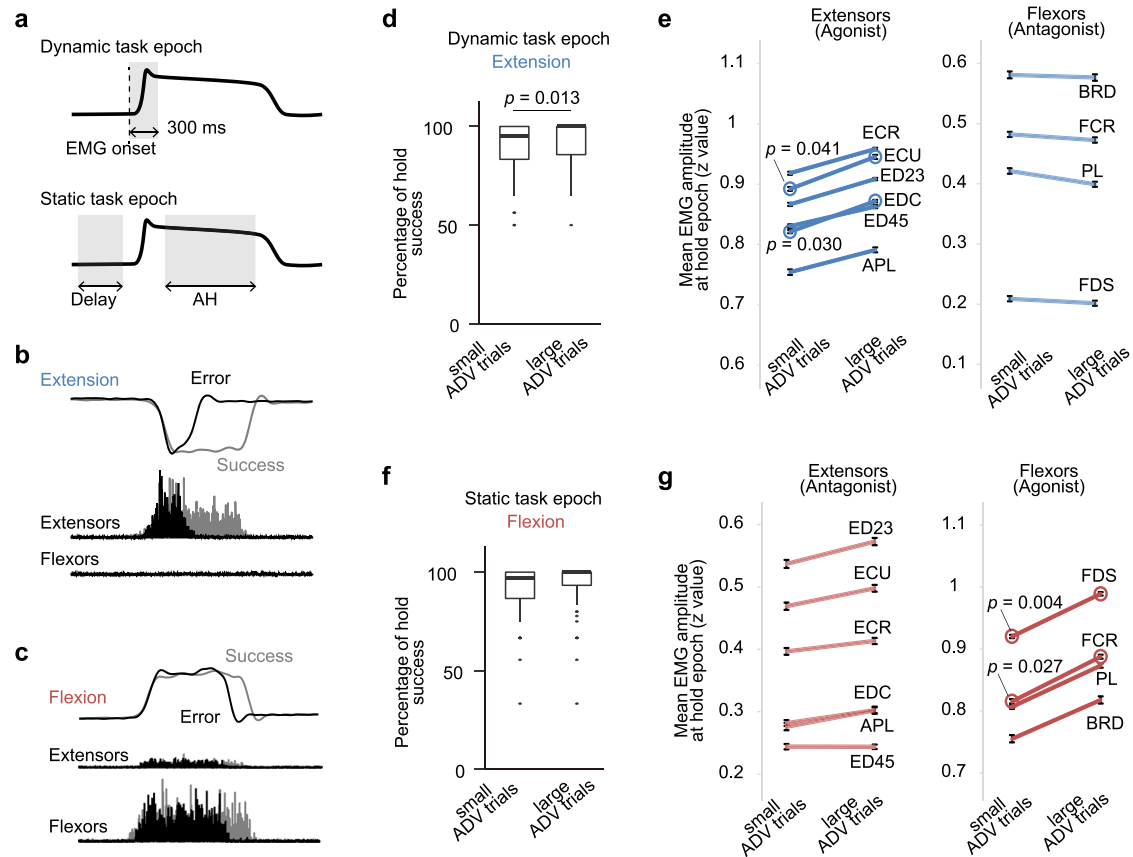 a
Dynamic task epoch
300 ms
EMG onset
Static task epoch
Delay
AH
b
Extension
Error
Success
Extensors
Flexors
c
Success
Flexion
Error
Extensors
Flexors
d
Dynamic task epoch
Extension
p = 0.013
100
50
0
Percentage of hold
success
small
ADV trials
large
ADV trials
e
Extensors
(Agonist)
1.1
1
0.9
0.8
0.7
0.6
Mean EMG amplitude
at hold epoch (z value)
p = 0.041
p = 0.030
ECR
ECU
ED23
EDC
ED45
APL
small
ADV trials
large
ADV trials
Flexors
(Antagonist)
0.6
0.5
0.4
0.3
0.2
0.1
BRD
FCR
PL
FDS
small
ADV trials
large
ADV trials
f
Static task epoch
Flexion
100
50
0
Percentage of hold
success
small
ADV trials
large
ADV trials
g
Extensors
(Antagonist)
0.6
0.5
0.4
0.3
0.2
Mean EMG amplitude
at hold epoch (z value)
ED23
ECU
ECR
EDC
APL
ED45
small
ADV trials
large
ADV trials
Flexors
(Agonist)
1.1
1
0.9
0.8
0.7
p = 0.004
p = 0.027
FDS
FCR
PL
BRD
small
ADV trials
large
ADV trials